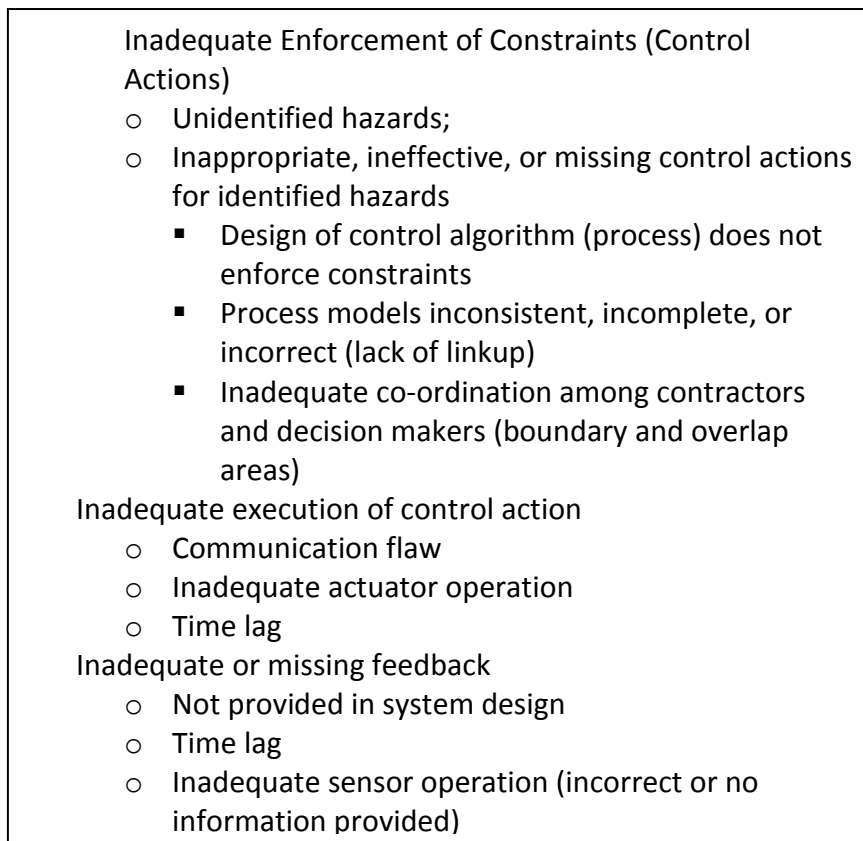 Inadequate Enforcement of Constraints (Control
Actions)
o Unidentified hazards;
o Inappropriate, ineffective, or missing control actions
for identified hazards
▪ Design of control algorithm (process) does not
enforce constraints
▪ Process models inconsistent, incomplete, or
incorrect (lack of linkup)
▪ Inadequate co-ordination among contractors
and decision makers (boundary and overlap
areas)
Inadequate execution of control action
o Communication flaw
o Inadequate actuator operation
o Time lag
Inadequate or missing feedback
o Not provided in system design
o Time lag
o Inadequate sensor operation (incorrect or no
information provided)